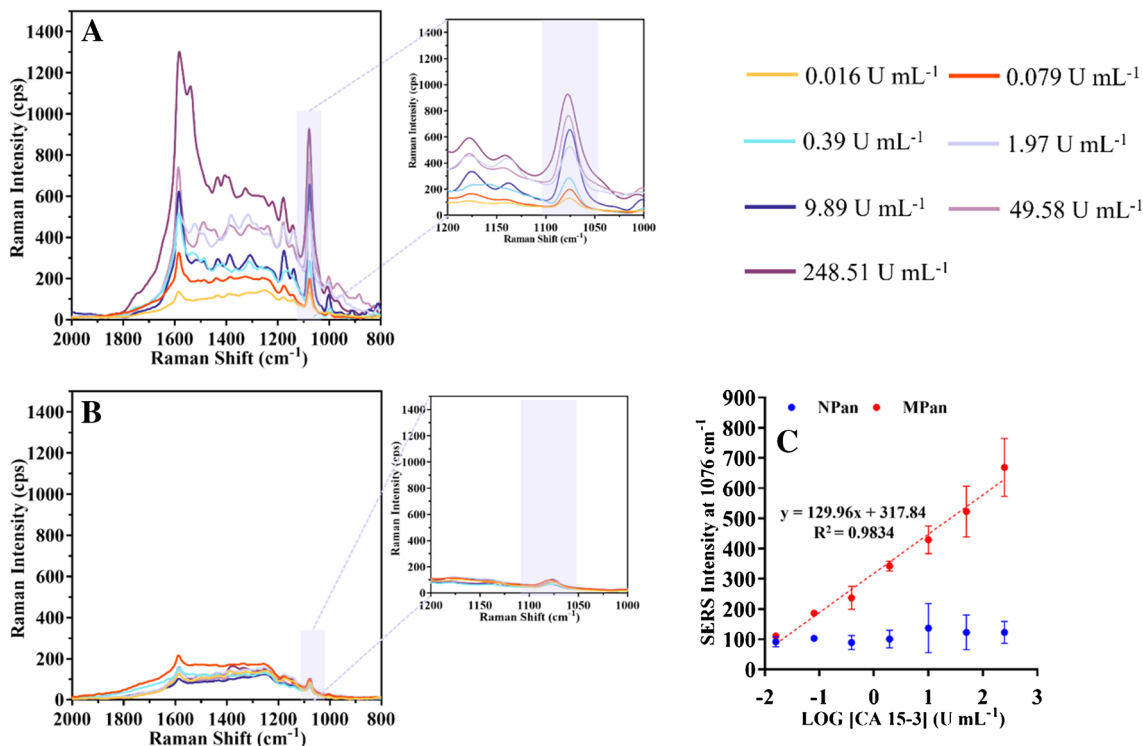 A
1400
1200
1000
800
600
400
200
0
Raman Intensity (cps)
2000 1800 1600 1400 1200 1000 800
Raman Shift (cm-1)
1400
1200
1000
800
600
400
200
0
Raman Intensity (cps)
1200 1150 1100 1050 1000
Raman Shift (cm-1)
0.016 U mL-1 0.079 U mL-1
0.39 U mL-1 1.97 U mL-1
9.89 U mL-1 49.58 U mL-1
248.51 U mL-1
B
1400
1200
1000
800
600
400
200
0
Raman Intensity (cps)
2000 1800 1600 1400 1200 1000 800
Raman Shift (cm-1)
1400
1200
1000
800
600
400
200
0
Raman Intensity (cps)
1200 1150 1100 1050 1000
Raman Shift (cm-1)
NPan MPan
C
y = 129.96x + 317.84
R2 = 0.9834
900
800
700
600
500
400
300
200
100
0
SERS Intensity at 1076 cm-1
-2 -1 0 1 2 3
LOG [CA 15-3] (U mL-1)